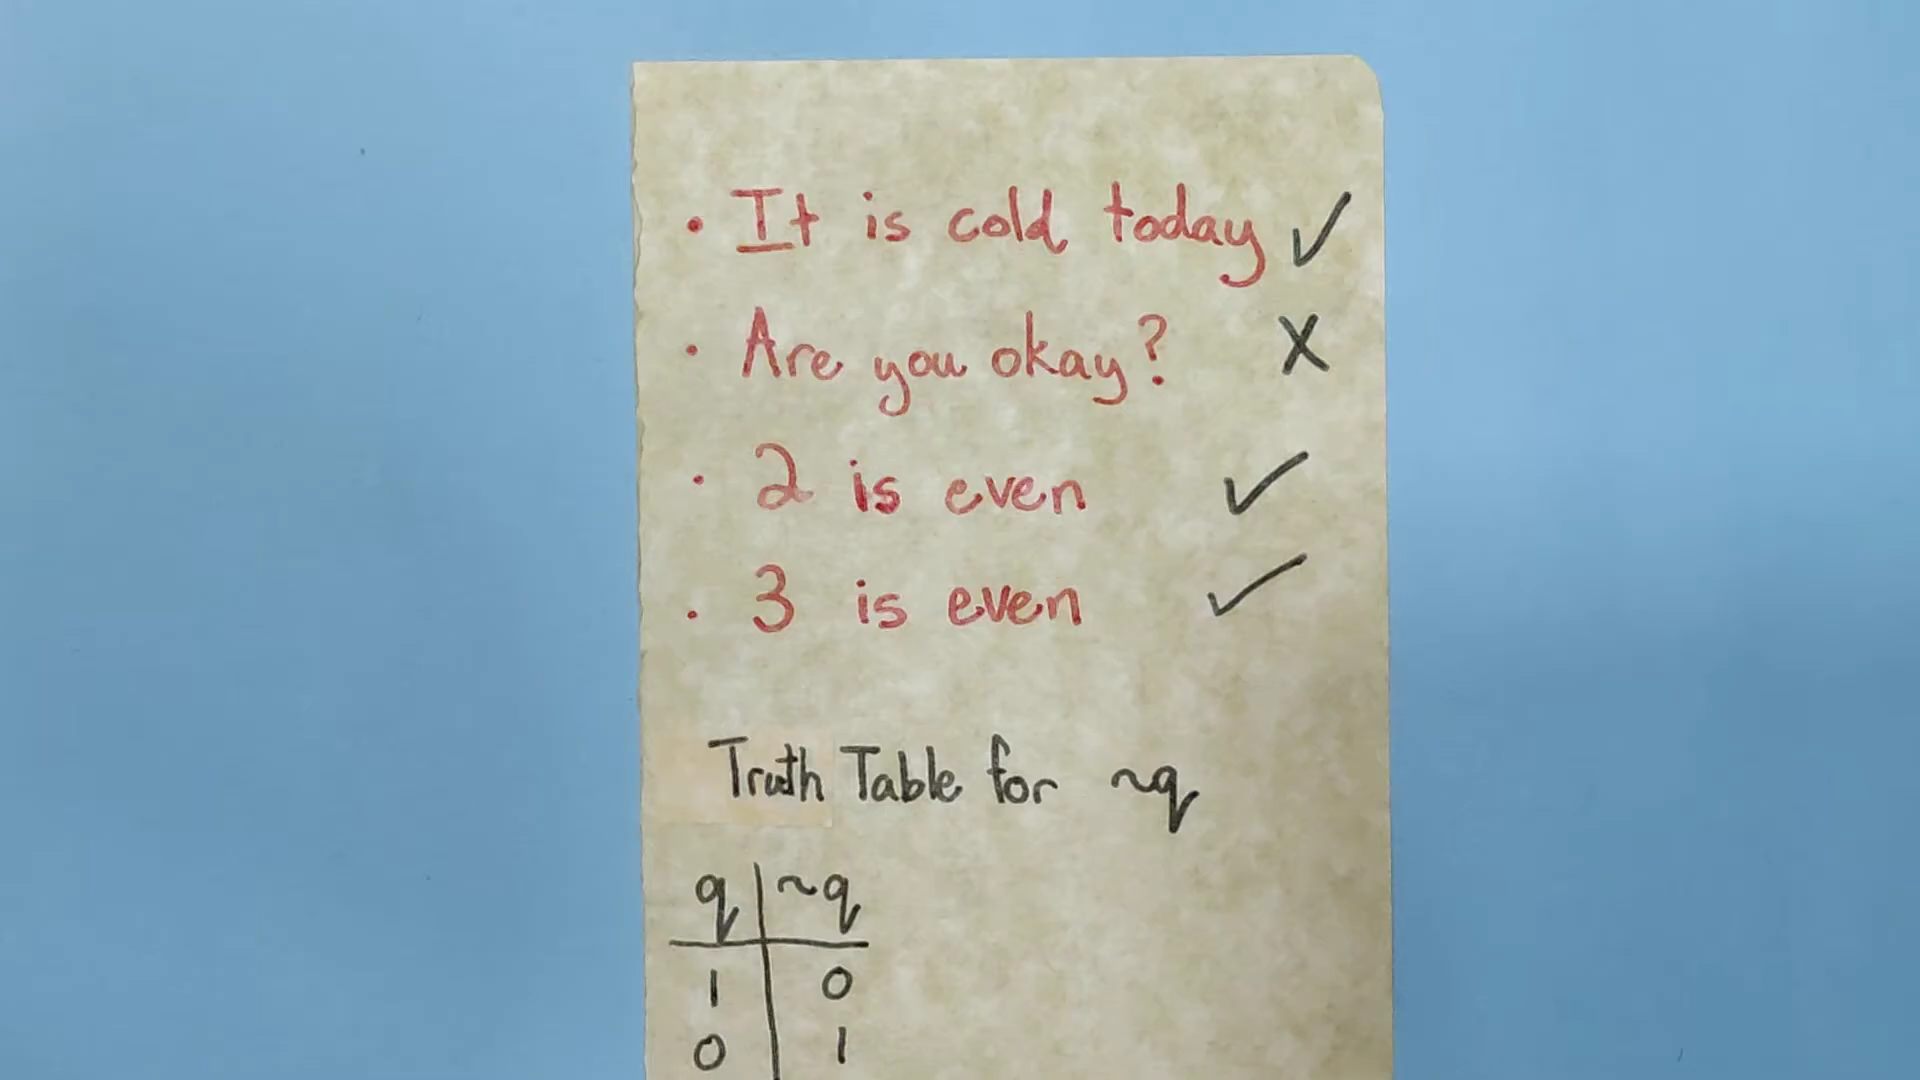 • It is cold today ✓
• Are you okay? X
• 2 is even ✓
• 3 is even ✓
Truth Table for ~q
q | ~q
1 | 0
0 | 1